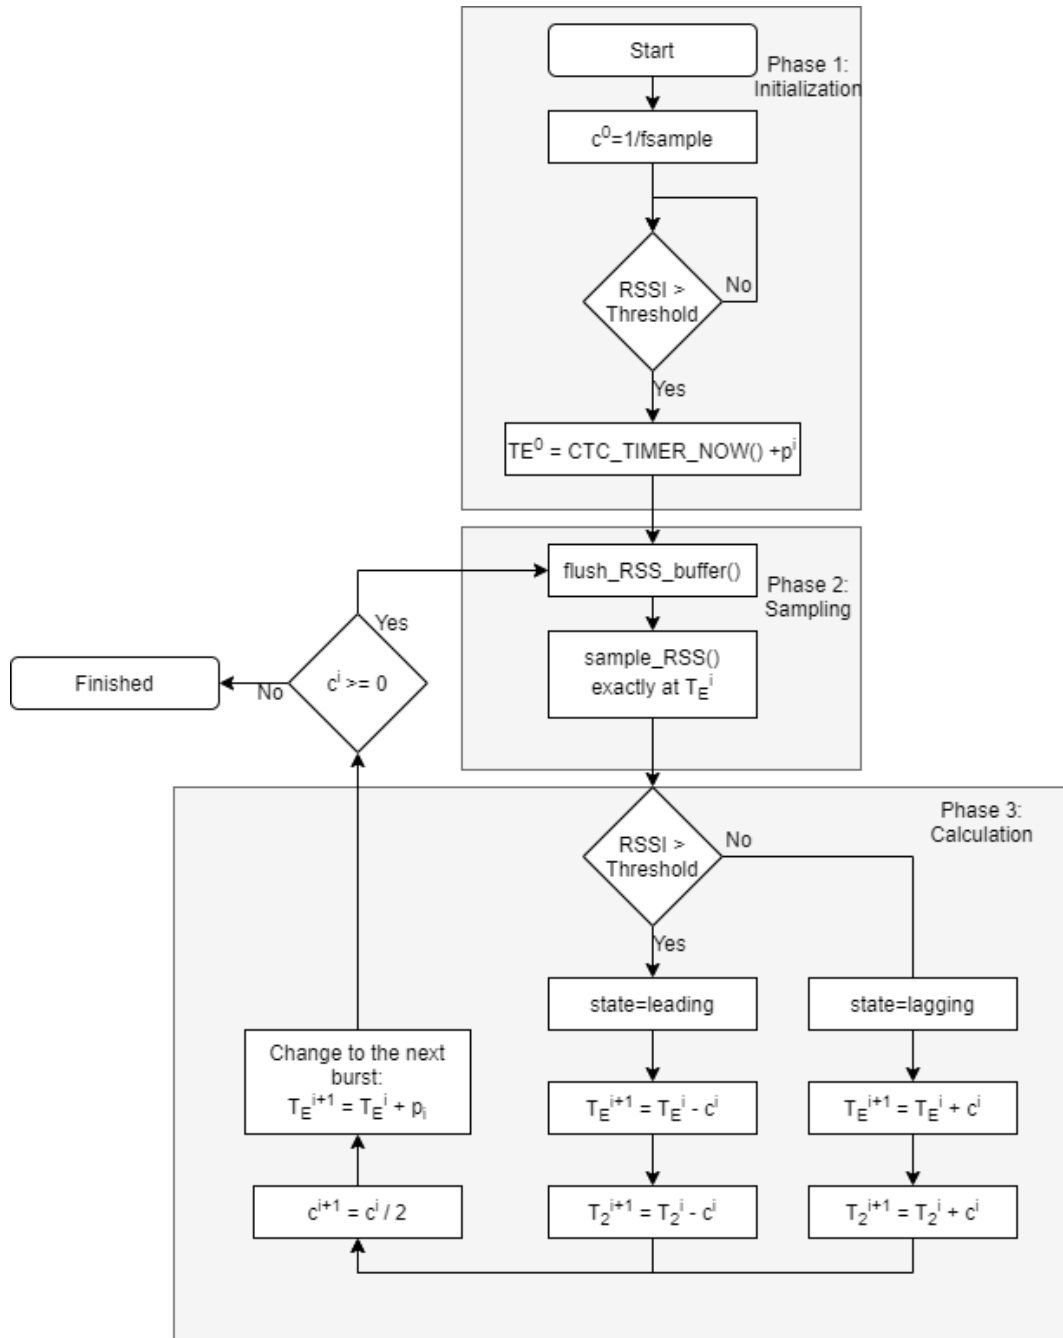 Start
Phase 1:
Initialization
c⁰=1/fsample
RSSI >
Threshold
No
Yes
TE⁰ = CTC_TIMER_NOW() +pⁱ
flush_RSS_buffer()
Phase 2:
Sampling
sample_RSS()
exactly at T_Eⁱ
Yes
cⁱ >= 0
No
Finished
Phase 3:
Calculation
RSSI >
Threshold
No
Yes
state=leading
state=lagging
Change to the next
burst:
T_Eⁱ⁺¹ = T_Eⁱ + pᵢ
T_Eⁱ⁺¹ = T_Eⁱ - cⁱ
T_Eⁱ⁺¹ = T_Eⁱ + cⁱ
cⁱ⁺¹ = cⁱ / 2
T₂ⁱ⁺¹ = T₂ⁱ - cⁱ
T₂ⁱ⁺¹ = T₂ⁱ + cⁱ